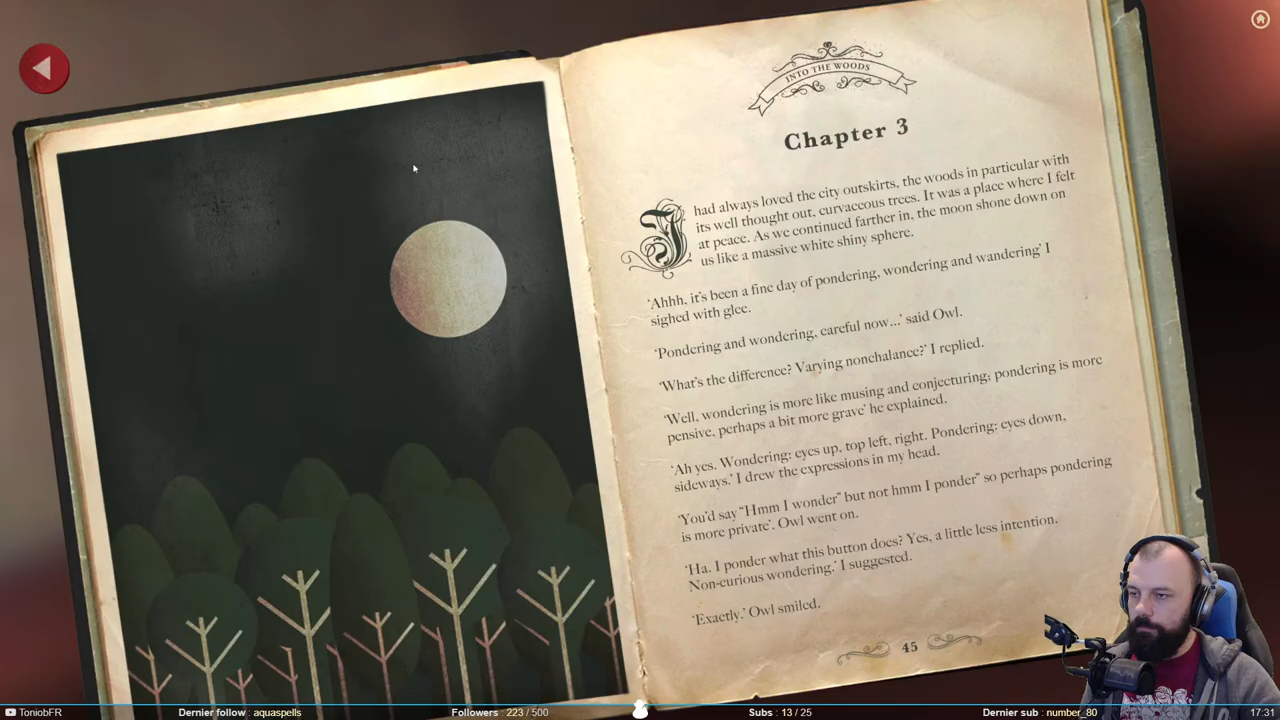 INTO THE WOODS
Chapter 3
I had always loved the city outskirts, the woods in particular with
its well thought out, curvaceous trees. It was a place where I felt
at peace. As we continued farther in, the moon shone down on
us like a massive white shiny sphere.
'Ahhh, it's been a fine day of pondering, wondering and wandering' I
sighed with glee.
'Pondering and wondering, careful now...' said Owl.
'What's the difference? Varying nonchalance?' I replied.
'Well, wondering is more like musing and conjecturing; pondering is more
pensive, perhaps a bit more grave' he explained.
'Ah yes. Wondering: eyes up, top left, right. Pondering: eyes down,
sideways.' I drew the expressions in my head.
'You'd say "Hmm I wonder" but not hmm I ponder" so perhaps pondering
is more private'. Owl went on.
'Ha. I ponder what this button does? Yes, a little less intention.
Non-curious wondering.' I suggested.
'Exactly.' Owl smiled.
45
ToniobFR
Dernier follow : aquaspells
Followers : 223 / 500
Subs : 13 / 25
Dernier sub : number_80
17:31